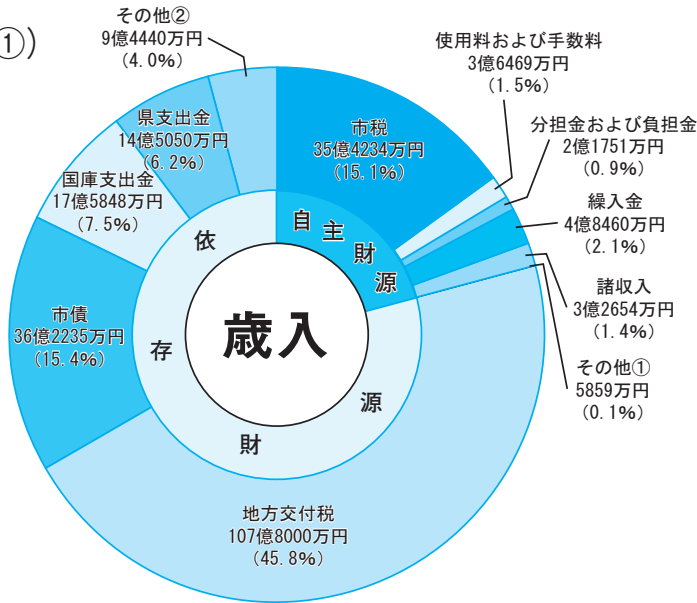 ①)
その他②
9億4440万円
(4.0%)
県支出金
14億5050万円
(6.2%)
国庫支出金
17億5848万円
(7.5%)
市債
36億2235万円
(15.4%)
市税
35億4234万円
(15.1%)
使用料および手数料
3億6469万円
(1.5%)
分担金および負担金
2億1751万円
(0.9%)
繰入金
4億8460万円
(2.1%)
諸収入
3億2654万円
(1.4%)
その他①
5859万円
(0.1%)
自主財源
依存財源
歳入
地方交付税
107億8000万円
(45.8%)